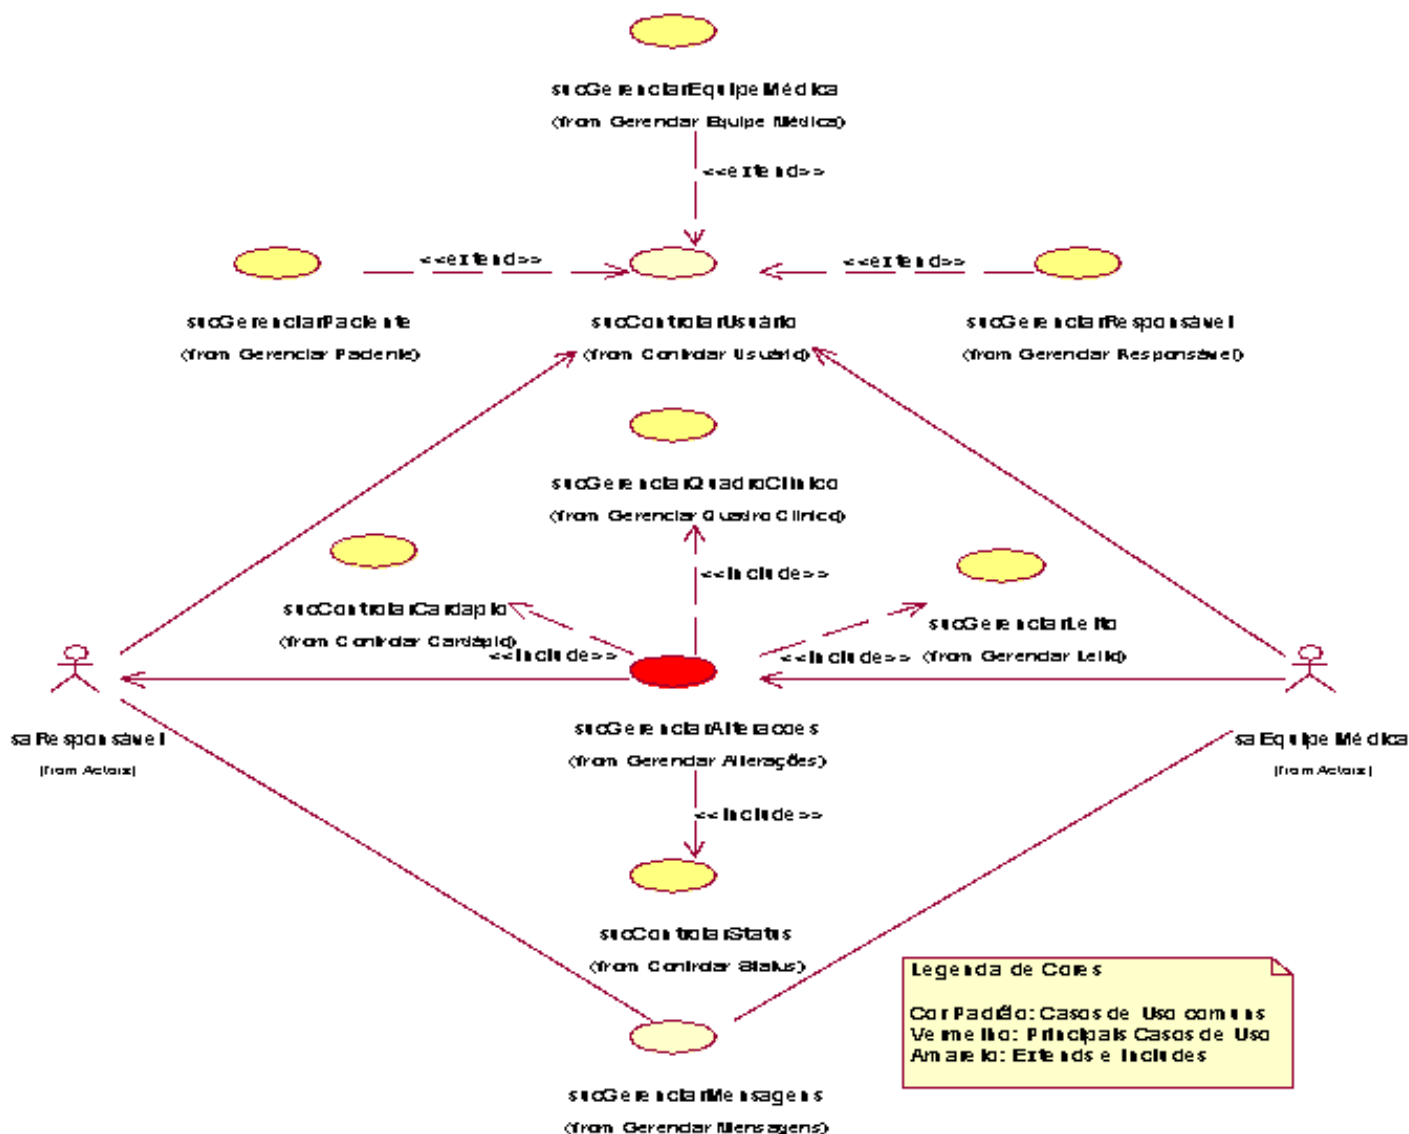 sucGerenciarEquipeMédica
(from Gerenciar Equipe Médica)
<<extend>>
<<extend>>
<<extend>>
sucGerenciarPaciente
(from Gerenciar Paciente)
sucControlarUsuário
(from Controlar Usuário)
sucGerenciarResponsável
(from Gerenciar Responsável)
sucGerenciarQuadroClinico
(from Gerenciar Quadro Clínico)
<<include>>
sucControlarCardapio
(from Controlar Cardápio)
<<include>>
sucGerenciarLeito
(from Gerenciar Leito)
<<include>>
saResponsável
(from Actors)
sucGerenciarAlteracoes
(from Gerenciar Alterações)
saEquipeMédica
(from Actors)
<<include>>
sucControlarStatus
(from Controlar Status)
Legenda de Cores
Cor Padrão: Casos de Uso comuns
Vermelho: Principais Casos de Uso
Amarelo: Extends e Includes
sucGerenciarMensagens
(from Gerenciar Mensagens)